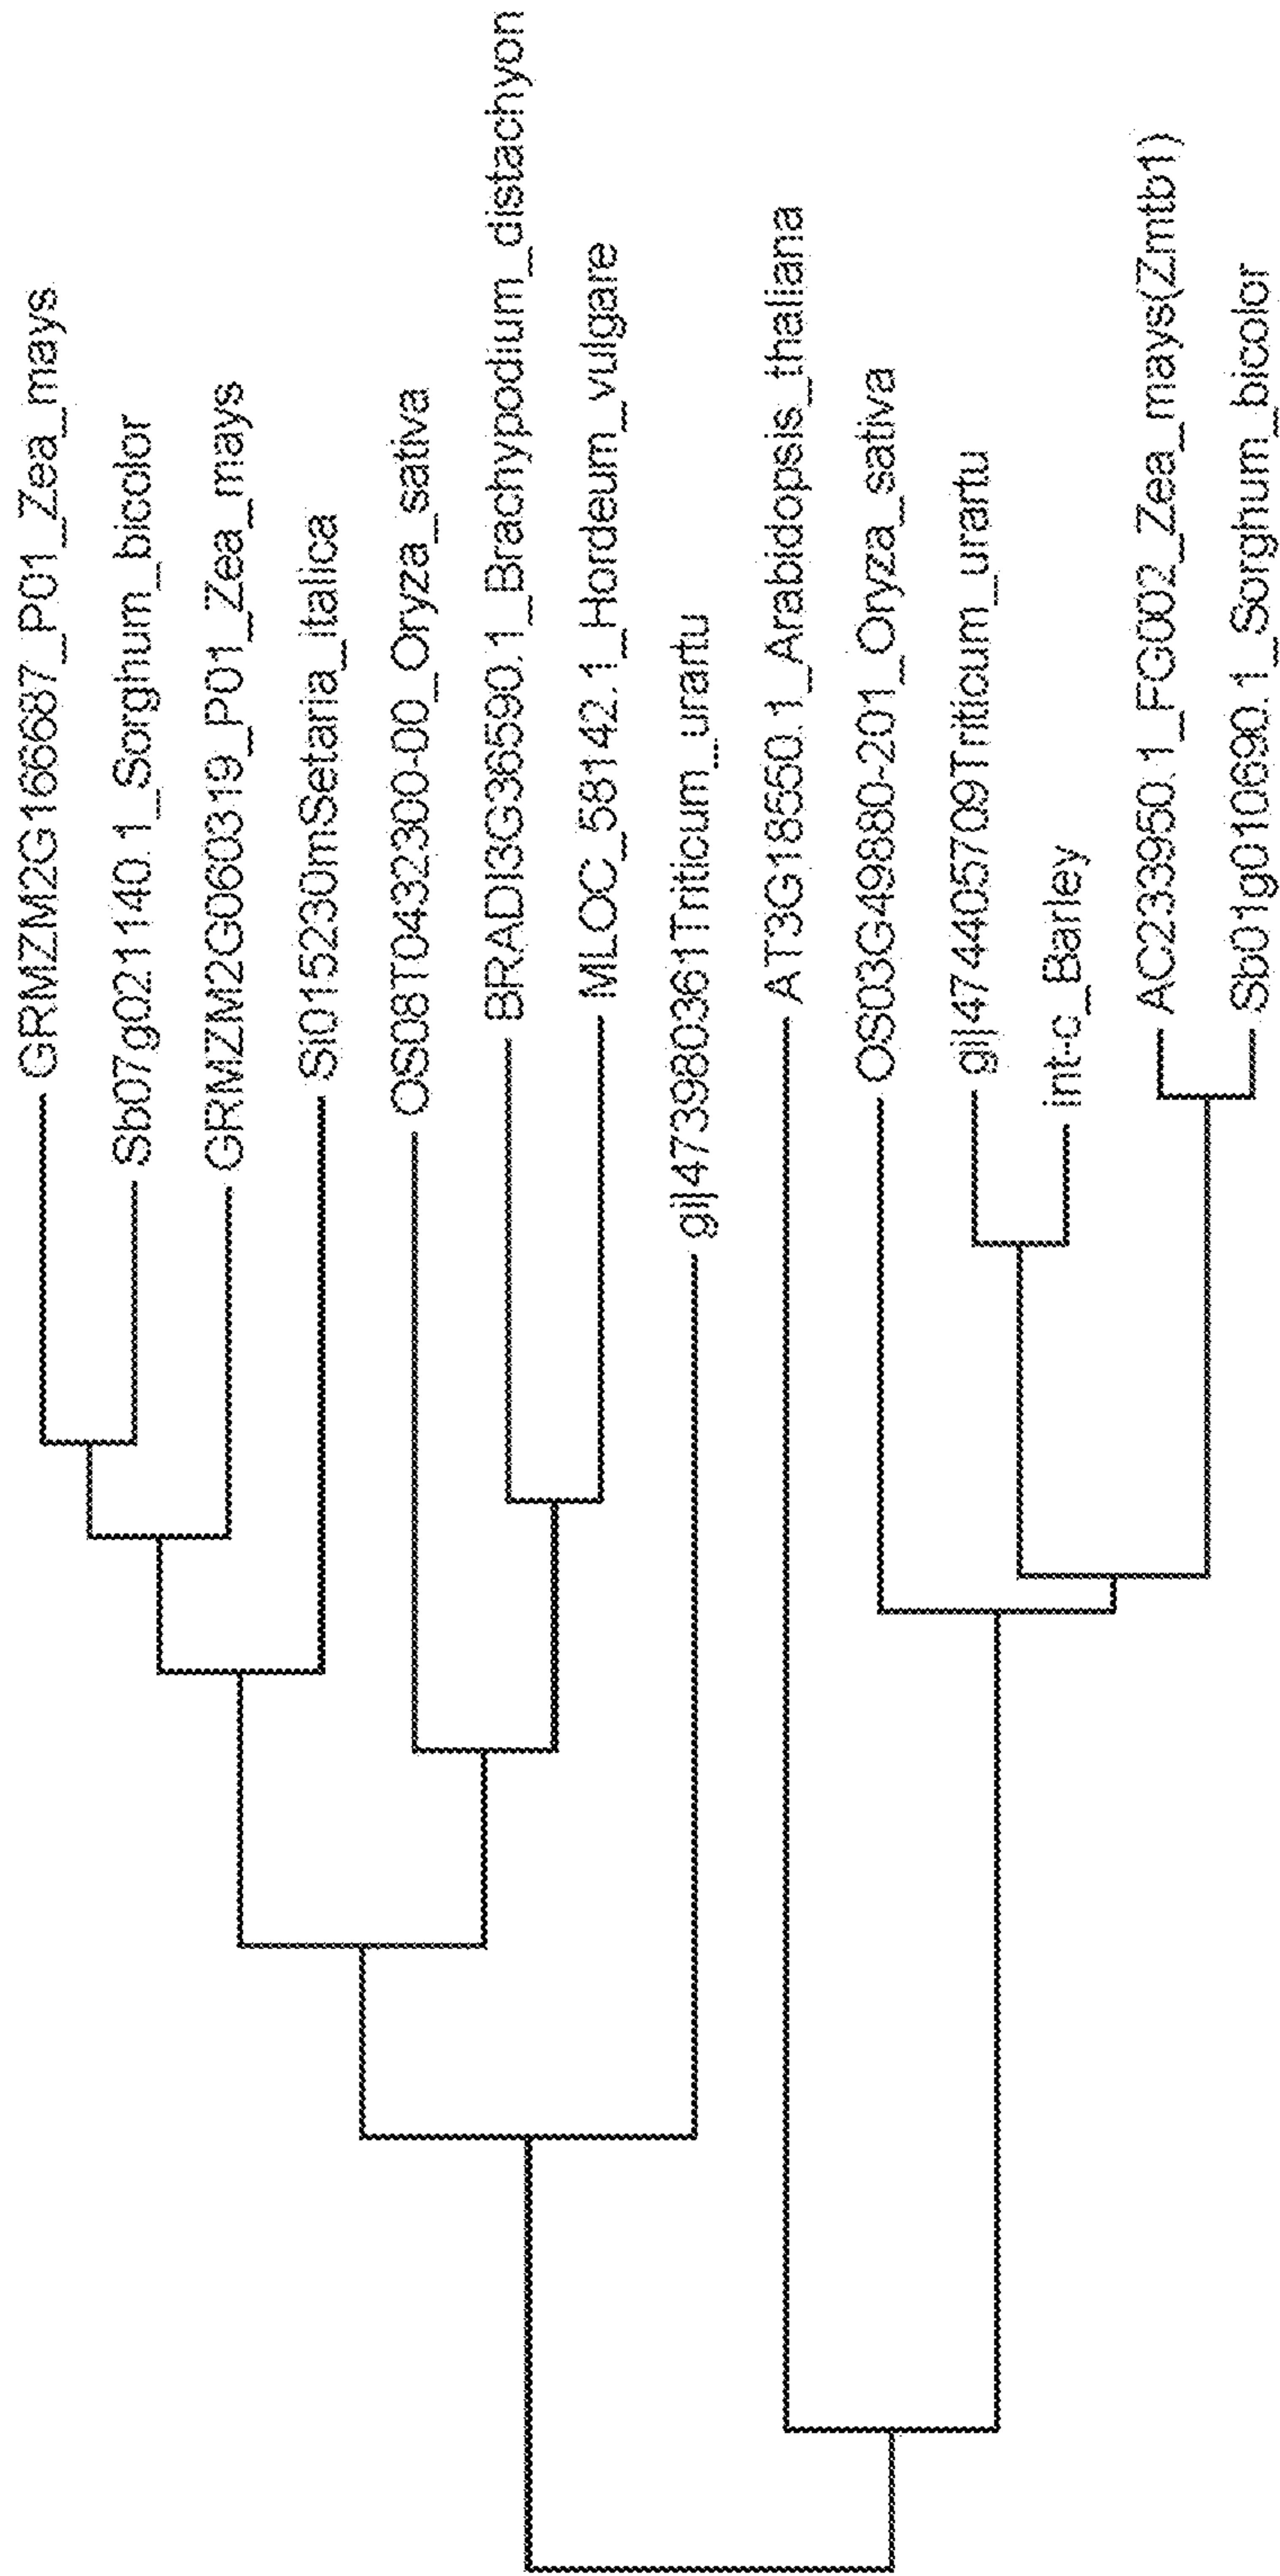 GRMZM2G166687_P01_Zea_mays
Sb07g021140.1_Sorghum_bicolor
GRMZM2G060319_P01_Zea_mays
Si015230mSetaria_italica
OS08T0432300-00_Oryza_sativa
BRADI3G36590.1_Brachypodium_distachyon
MLOC_58142.1_Hordeum_vulgare
gi|473980361Triticum_urartu
AT3G18550.1_Arabidopsis_thaliana
OS03G49880-201_Oryza_sativa
gi|474405709Triticum_urartu
int-c_Barley
AC233950.1_FG002_Zea_mays(Zmtb1)
Sb01g010690.1_Sorghum_bicolor